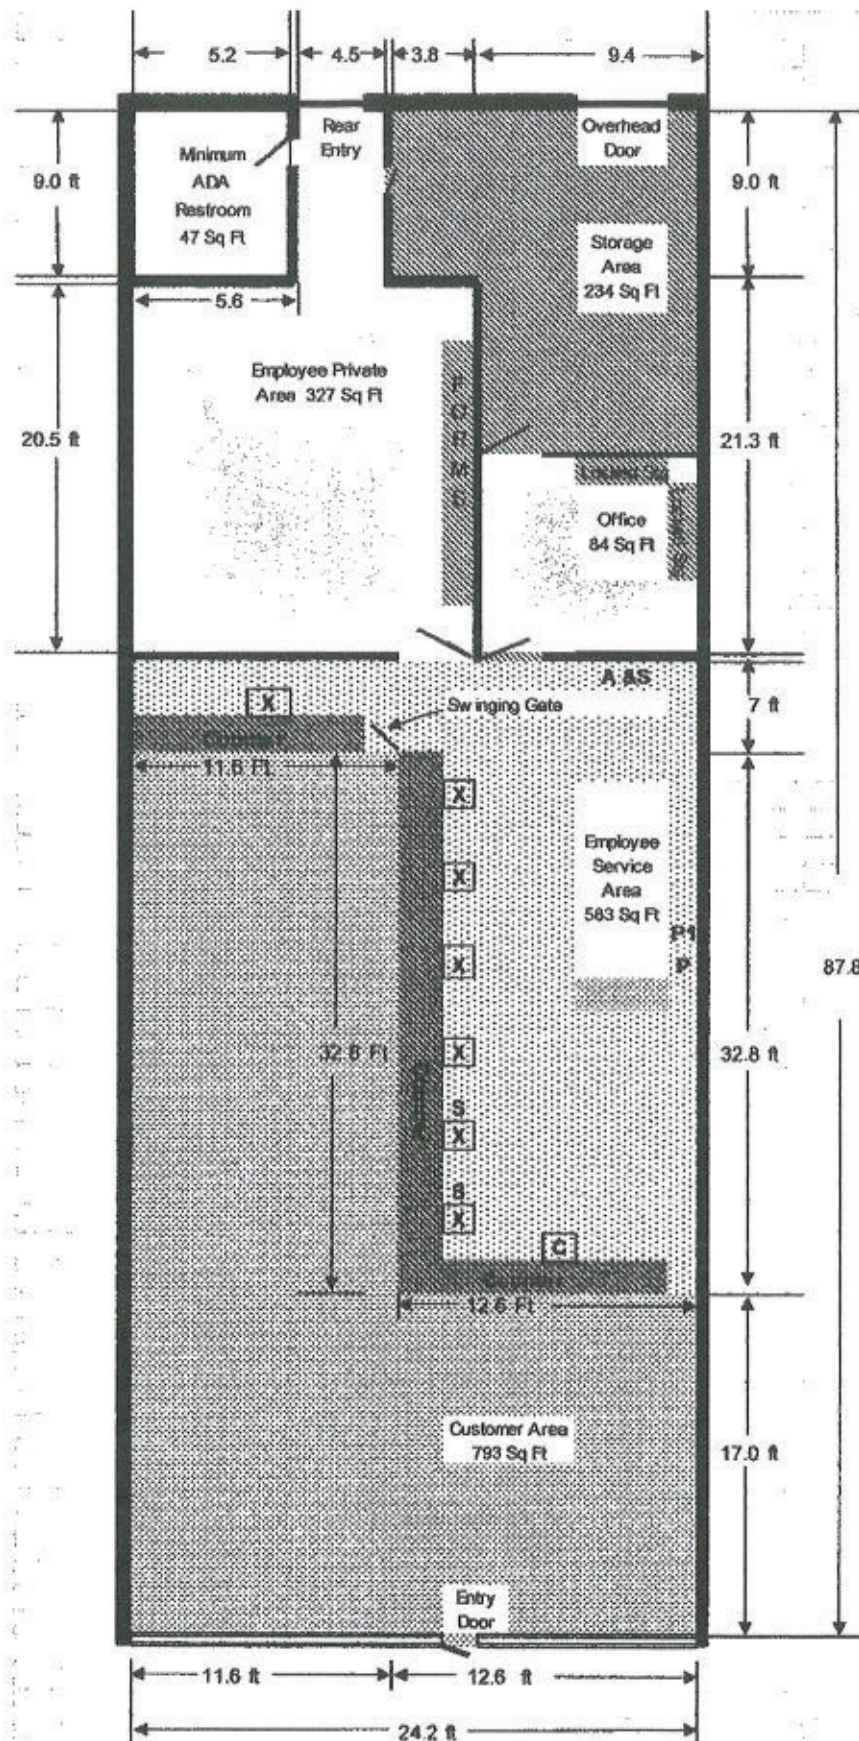 5.2
4.5
3.8
9.4
Rear
Entry
Overhead
Door
Minimum
ADA
Restroom
47 Sq Ft
9.0 ft
9.0 ft
Storage
Area
234 Sq Ft
5.6
Employee Private
Area 327 Sq Ft
20.5 ft
21.3 ft
Office
84 Sq Ft
A &S
X
Swinging Gate
7 ft
Counter
11.6 Ft.
X
X
X
X
S
X
S
X
Employee
Service
Area
583 Sq Ft
P1
P
87.8
32.8 Ft
32.8 ft
C
Counter
12.6 Ft
Customer Area
793 Sq Ft
17.0 ft
Entry
Door
11.6 ft
12.6 ft
24.2 ft